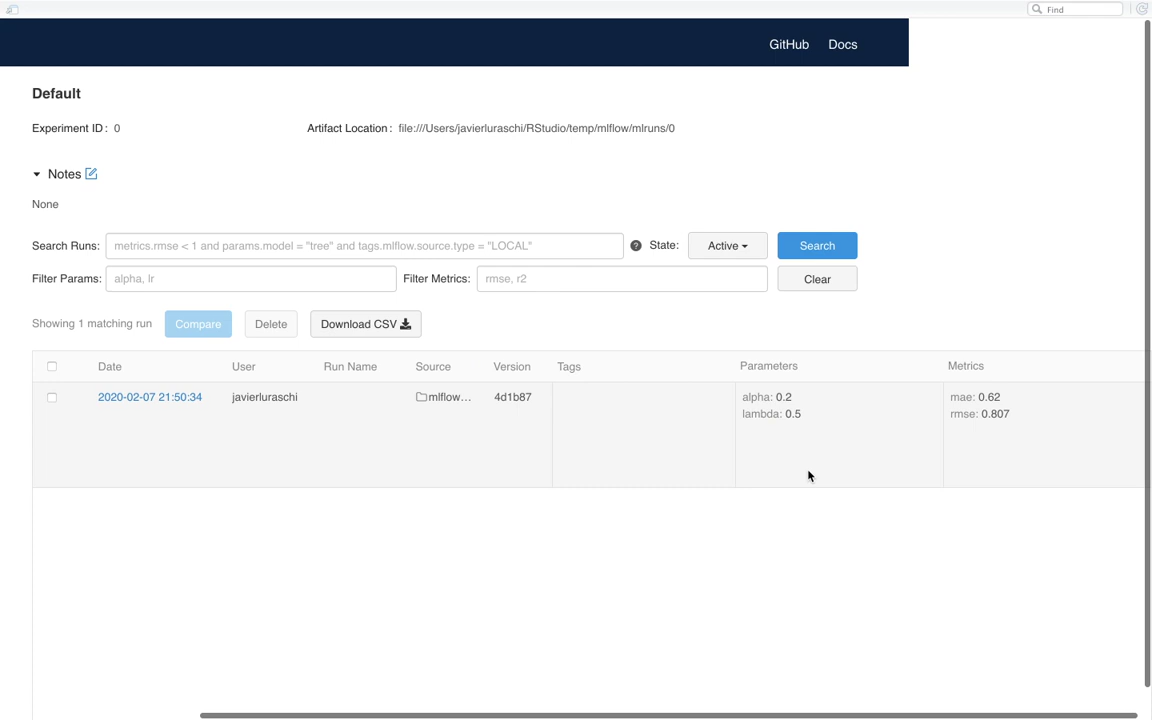 Find
GitHub Docs
Default
Experiment ID: 0 Artifact Location: file:///Users/javierluraschi/RStudio/temp/mlflow/mlruns/0
Notes
None
Search Runs: metrics.rmse < 1 and params.model = "tree" and tags.mlflow.source.type = "LOCAL" ? State: Active Search
Filter Params: alpha, lr Filter Metrics: rmse, r2 Clear
Showing 1 matching run Compare Delete Download CSV
Date User Run Name Source Version Tags Parameters Metrics
2020-02-07 21:50:34 javierluraschi mlflow... 4d1b87 alpha: 0.2 mae: 0.62
lambda: 0.5 rmse: 0.807